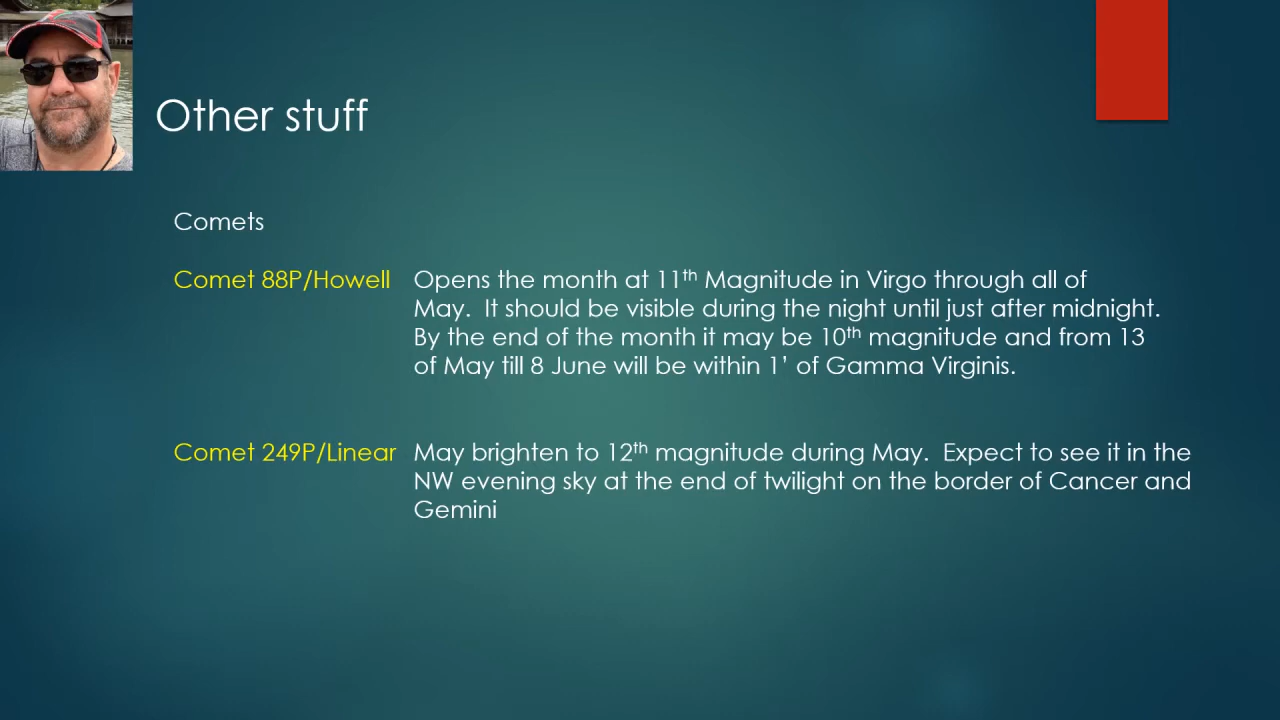 Other stuff
Comets
Comet 88P/Howell Opens the month at 11th Magnitude in Virgo through all of
May.  It should be visible during the night until just after midnight.
By the end of the month it may be 10th magnitude and from 13
of May till 8 June will be within 1’ of Gamma Virginis.
Comet 249P/Linear May brighten to 12th magnitude during May.  Expect to see it in the
NW evening sky at the end of twilight on the border of Cancer and
Gemini